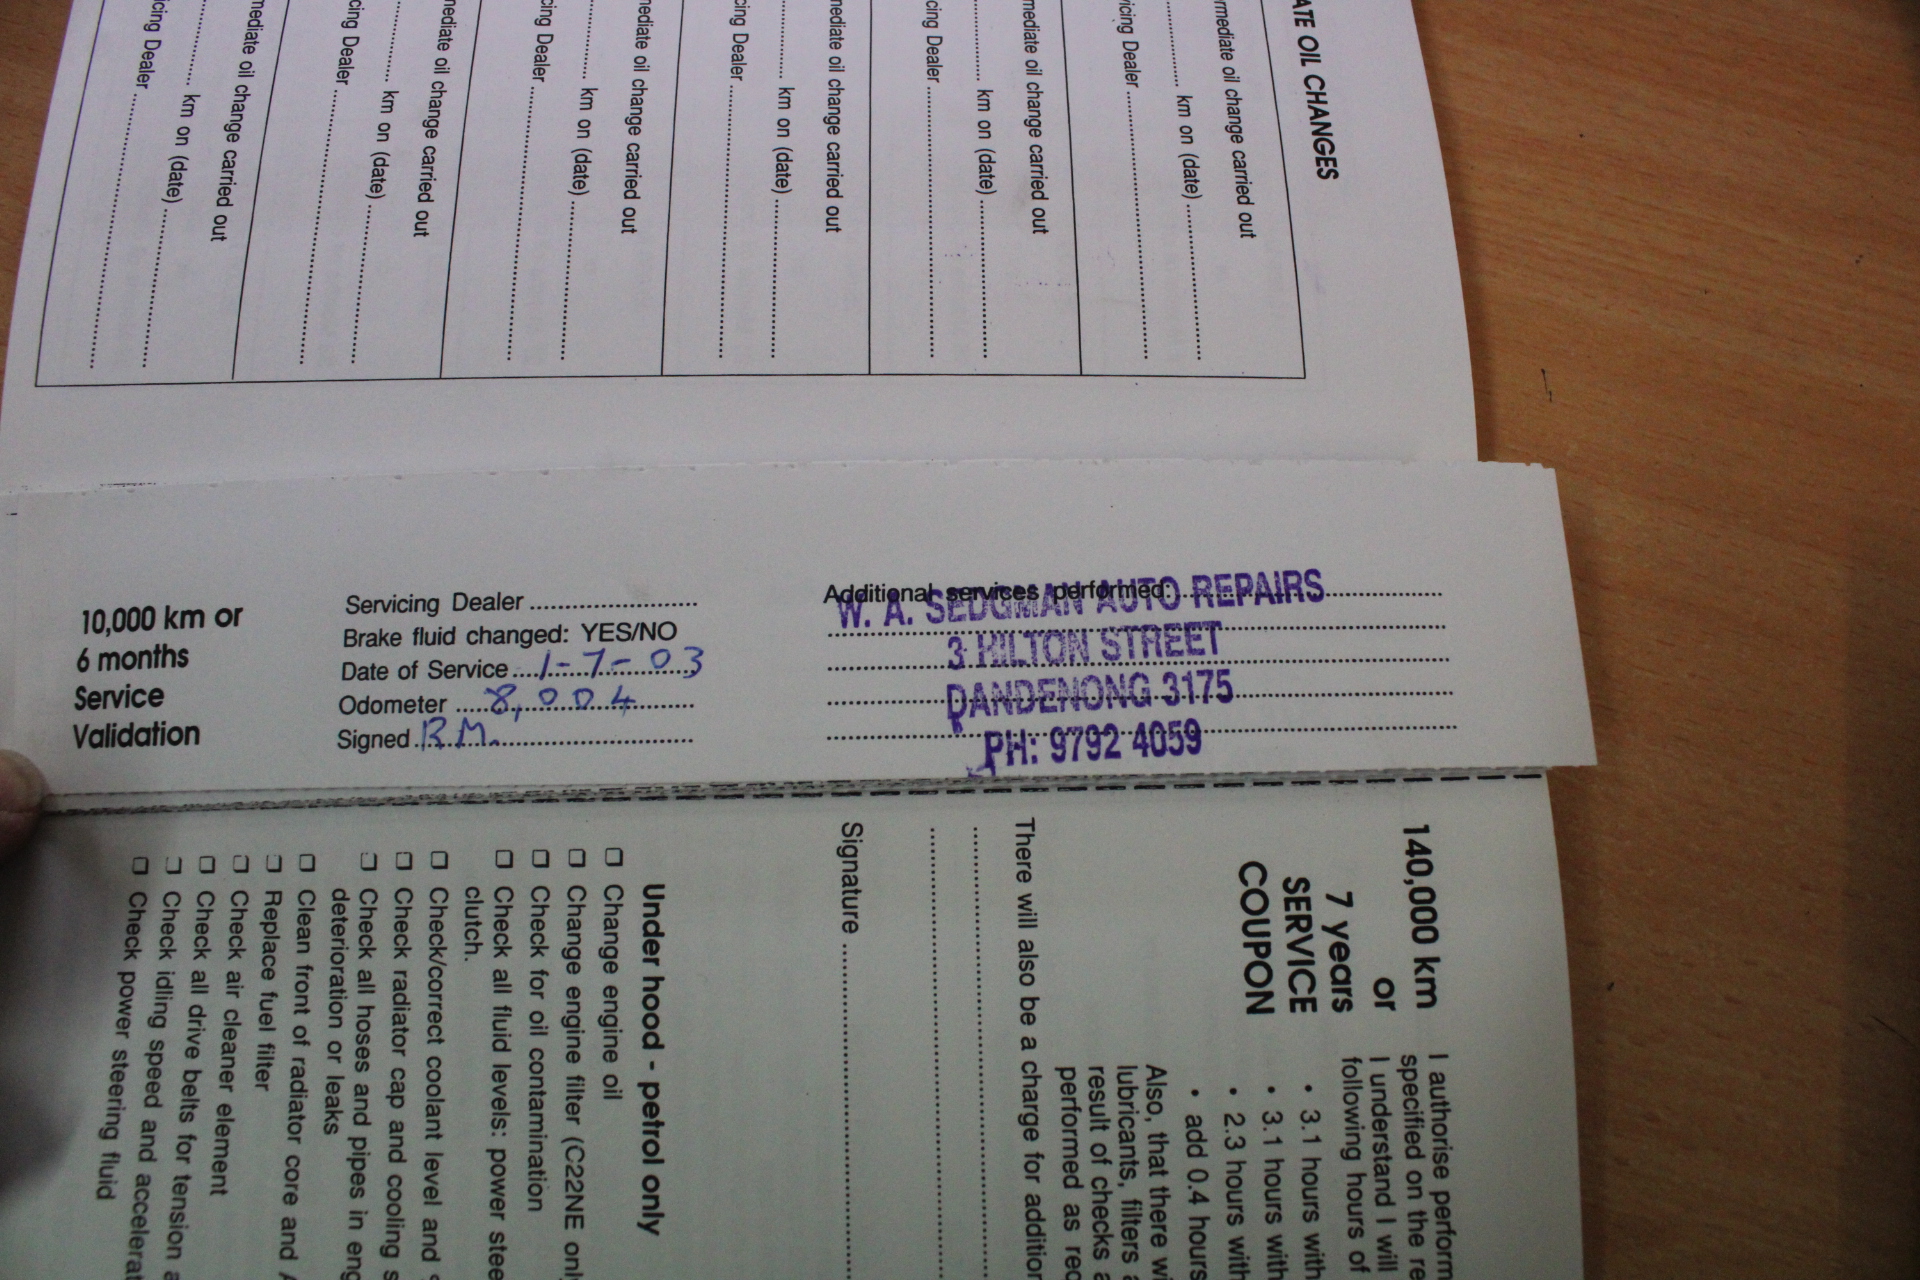 ATE OIL CHANGES
rmediate oil change carried out
km on (date)
icing Dealer
mediate oil change carried out
km on (date)
cing Dealer
mediate oil change carried out
km on (date)
cing Dealer
mediate oil change carried out
km on (date)
cing Dealer
mediate oil change carried out
km on (date)
cing Dealer
mediate oil change carried out
km on (date)
icing Dealer
10,000 km or
6 months
Service
Validation
Servicing Dealer
Brake fluid changed: YES/NO
Date of Service 1-7-03
Odometer 8,004
Signed R M.
Additional services performed:
W. A. SEDGMAN AUTO REPAIRS
3 HILTON STREET
DANDENONG 3175
PH: 9792 4059
140,000 km
or
7 years
SERVICE
COUPON
I authorise perform
specified on the re
I understand I will
following hours of
• 3.1 hours with
• 3.1 hours with
• 2.3 hours with
• add 0.4 hours
Also, that there wi
lubricants, filters a
result of checks a
performed as rec
There will also be a charge for addition
Signature
Under hood - petrol only
❒ Change engine oil
❒ Change engine filter (C22NE only
❒ Check for oil contamination
❒ Check all fluid levels: power stee
clutch.
❒ Check/correct coolant level and s
❒ Check radiator cap and cooling s
❒ Check all hoses and pipes in eng
deterioration or leaks
❒ Clean front of radiator core and A
❒ Replace fuel filter
❒ Check air cleaner element
❒ Check all drive belts for tension a
❒ Check idling speed and accelerat
❒ Check power steering fluid